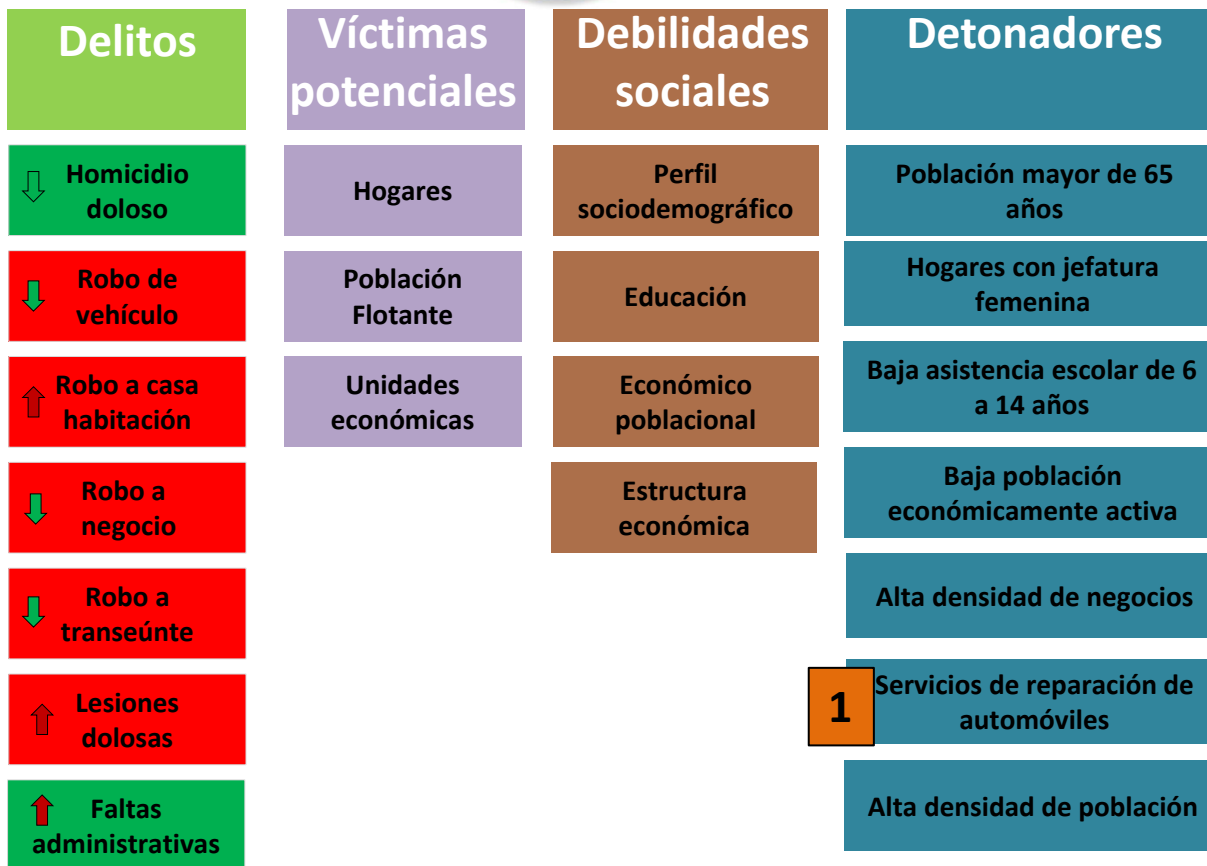 Delitos
Homicidio
doloso
Robo de
vehículo
Robo a casa
habitación
Robo a
negocio
Robo a
transeúnte
Lesiones
dolosas
Faltas
administrativas
Víctimas
potenciales
Hogares
Población
Flotante
Unidades
económicas
Debilidades
sociales
Perfil
sociodemográfico
Educación
Económico
poblacional
Estructura
económica
Detonadores
Población mayor de 65
años
Hogares con jefatura
femenina
Baja asistencia escolar de 6
a 14 años
Baja población
económicamente activa
Alta densidad de negocios
1
Servicios de reparación de
automóviles
Alta densidad de población